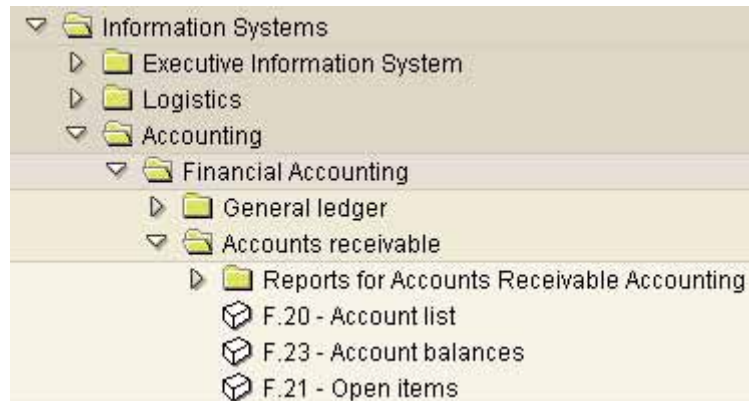 Information Systems
Executive Information System
Logistics
Accounting
Financial Accounting
General ledger
Accounts receivable
Reports for Accounts Receivable Accounting
F.20 - Account list
F.23 - Account balances
F.21 - Open items